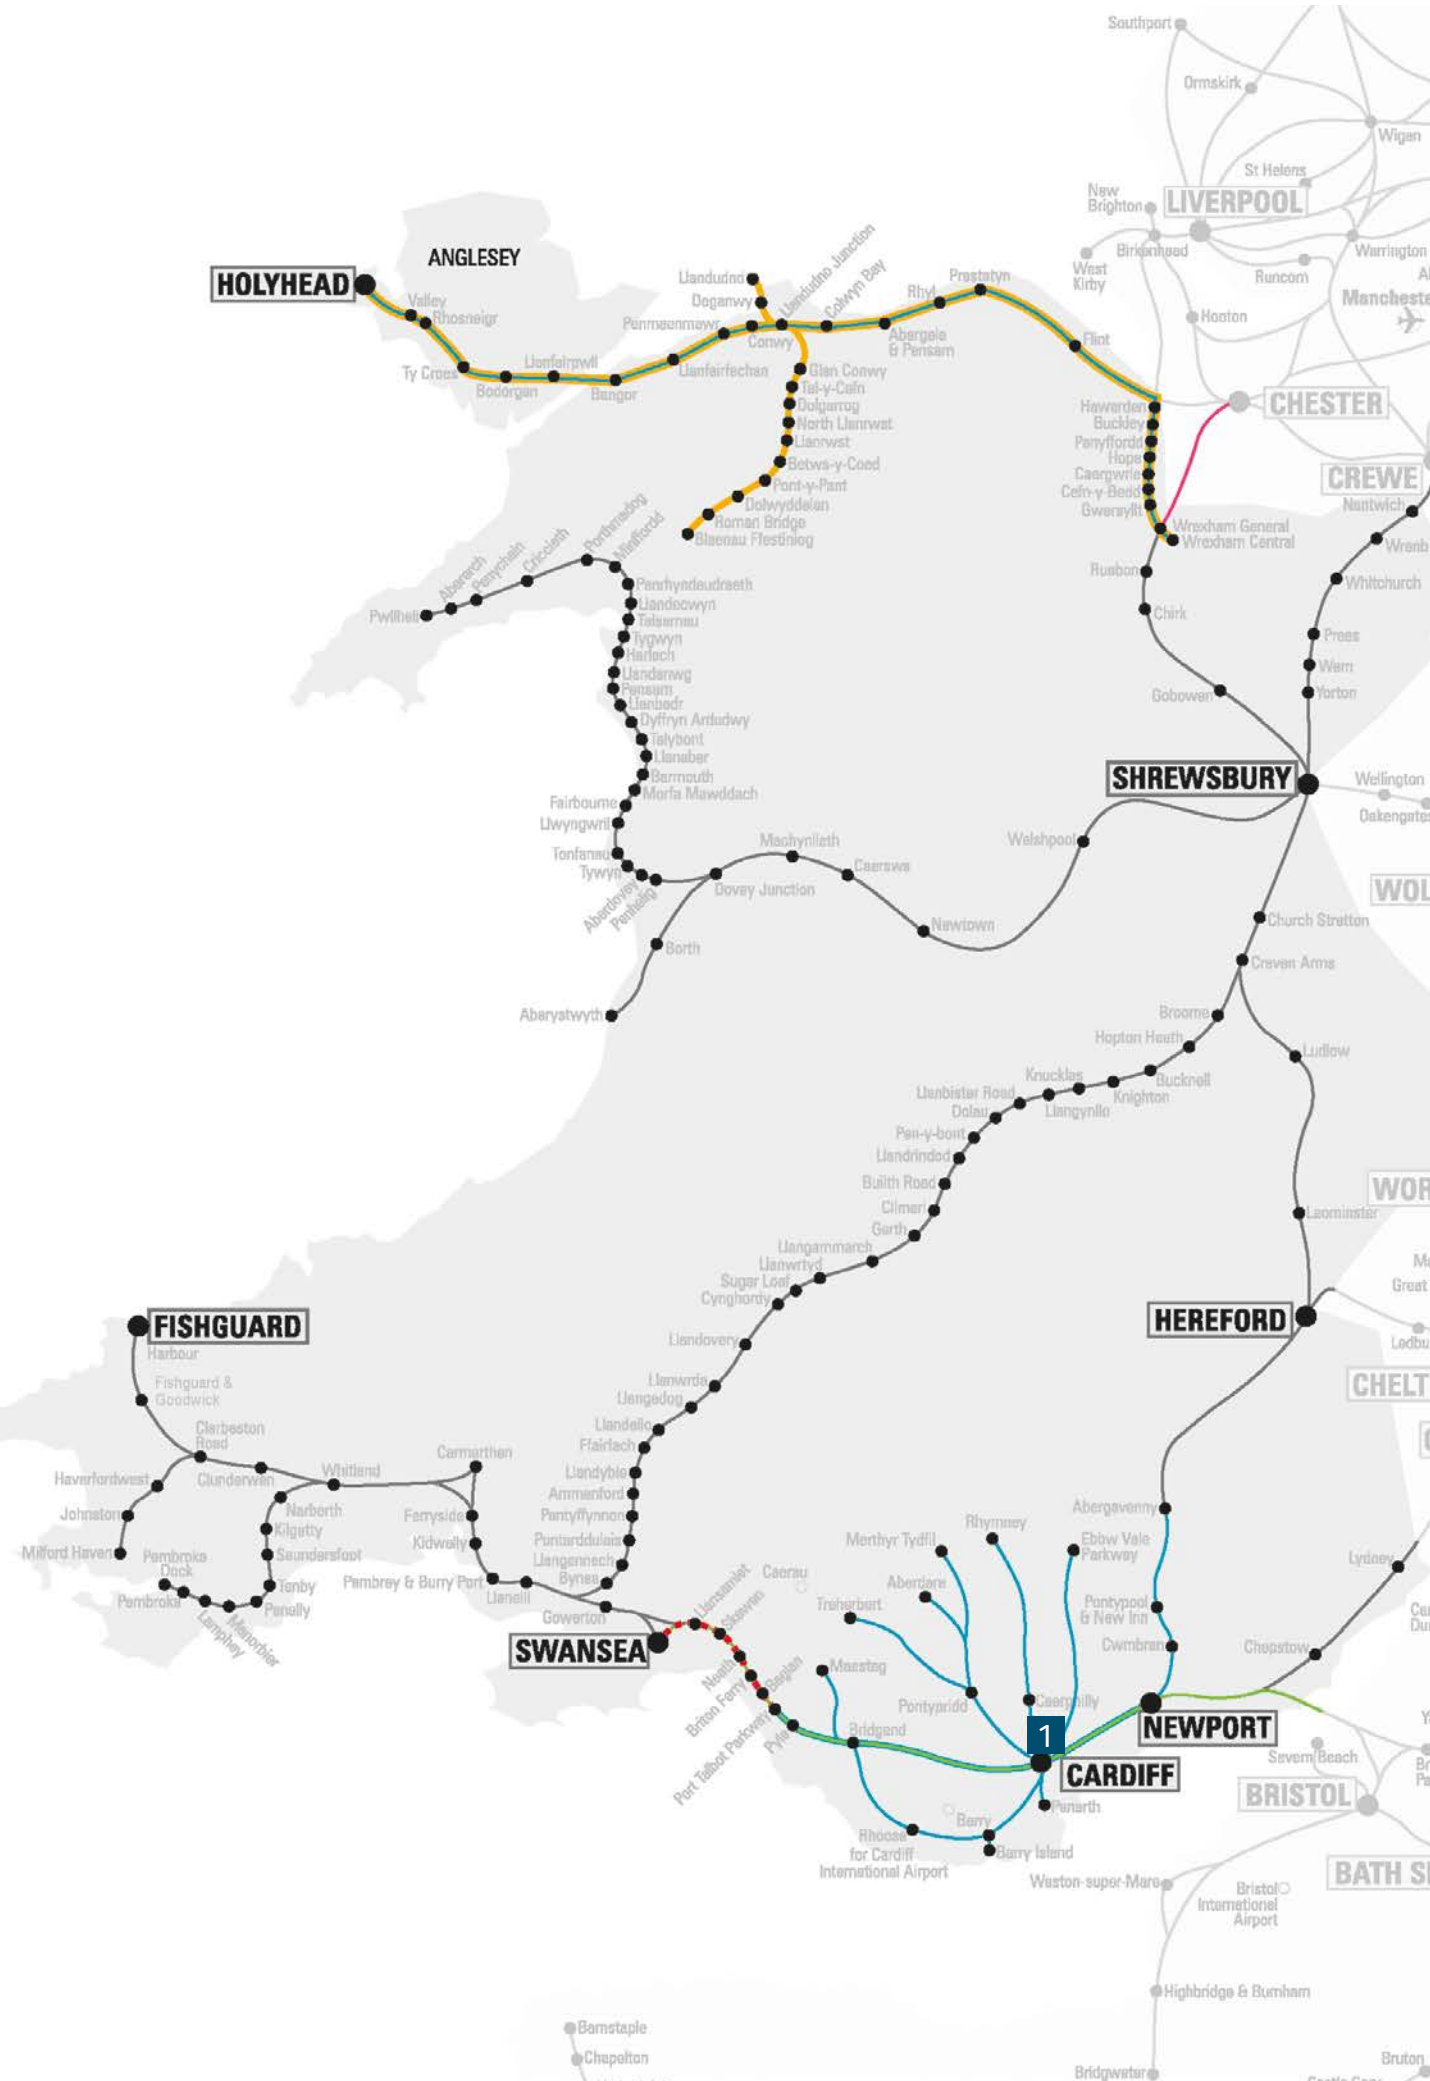 Southport
Ormskirk
Wigan
St Helens
New
Brighton
LIVERPOOL
Birkenhead
Warrington
West
Kirby
Runcorn
Hooton
Mancheste
CHESTER
CREWE
Nantwich
Wrenb
Whitchurch
Prees
Wem
Yorton
ANGLESEY
HOLYHEAD
Valley
Rhosneigr
Ty Croes
Bodorgan
Llanfairpwll
Bangor
Llanfairfechan
Penmaenmawr
Conwy
Llandudno
Deganwy
Llandudno Junction
Colwyn Bay
Abergele
& Pensarn
Rhyl
Prestatyn
Flint
Glan Conwy
Tal-y-Cafn
Dolgarrog
North Llanrwst
Llanrwst
Betws-y-Coed
Pont-y-Pant
Dolwyddelan
Roman Bridge
Blaenau Ffestiniog
Hawarden
Buckley
Penyffordd
Hope
Caergwrle
Cefn-y-Bedd
Gwersyllt
Wrexham General
Wrexham Central
Ruabon
Chirk
Gobowen
Pwllheli
Abererch
Penychain
Criccieth
Porthmadog
Minffordd
Penrhyndeudraeth
Llandecwyn
Talsarnau
Tygwyn
Harlech
Llandanwg
Pensarn
Llanbedr
Dyffryn Ardudwy
Talybont
Llanaber
Barmouth
Morfa Mawddach
Fairbourne
Llwyngwril
Tonfanau
Tywyn
Aberdovey
Penhelig
Dovey Junction
Machynlleth
Caersws
Newtown
Welshpool
SHREWSBURY
Wellington
Oakengates
WOL
Borth
Aberystwyth
Church Stretton
Craven Arms
Broome
Hopton Heath
Bucknell
Knighton
Knucklas
Llangynllo
Llanbister Road
Dolau
Pen-y-bont
Llandrindod
Builth Road
Cilmeri
Garth
Llangammarch
Llanwrtyd
Sugar Loaf
Cynghordy
Llandovery
Llanwrda
Llangadog
Llandeilo
Ffairfach
Llandybie
Ammanford
Pantyffynnon
Pontarddulais
Llangennech
Bynea
Ludlow
Leominster
WOR
Great
HEREFORD
Ledbu
CHELT
FISHGUARD
Harbour
Fishguard &
Goodwick
Clarbeston
Road
Haverfordwest
Johnston
Milford Haven
Clunderwen
Whitland
Narberth
Kilgetty
Saundersfoot
Tenby
Penally
Manorbier
Lamphey
Pembroke
Pembroke
Dock
Carmarthen
Ferryside
Kidwelly
Pembrey & Burry Port
Llanelli
Gowerton
SWANSEA
Llansamlet
Skewen
Neath
Briton Ferry
Baglan
Port Talbot Parkway
Pyle
Caerau
Maesteg
Bridgend
Treherbert
Aberdare
Merthyr Tydfil
Rhymney
Ebbw Vale
Parkway
Pontypridd
Caerphilly
Abergavenny
Pontypool
& New Inn
Cwmbran
NEWPORT
1
CARDIFF
Penarth
Barry
Barry Island
Rhoose
for Cardiff
International Airport
Lydney
Chepstow
Severn Beach
BRISTOL
BATH S
Weston-super-Mare
Bristol
International
Airport
Highbridge & Burnham
Bridgwater
Bruton
Barnstaple
Chapelton